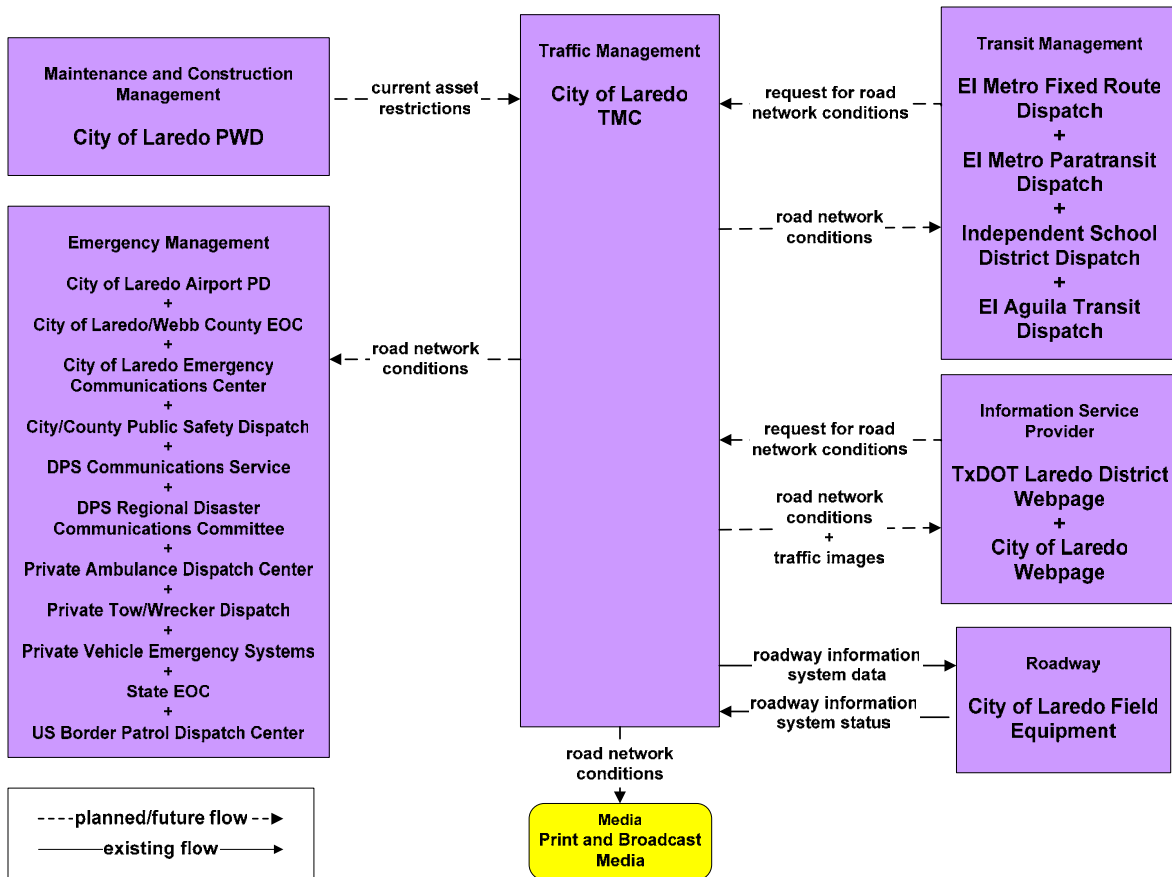 Maintenance and Construction
Management
City of Laredo PWD
current asset
restrictions
Traffic Management
City of Laredo
TMC
request for road
network conditions
road network
conditions
Transit Management
El Metro Fixed Route
Dispatch
+
El Metro Paratransit
Dispatch
+
Independent School
District Dispatch
+
El Aguila Transit
Dispatch
Emergency Management
City of Laredo Airport PD
+
City of Laredo/Webb County EOC
+
City of Laredo Emergency
Communications Center
+
City/County Public Safety Dispatch
+
DPS Communications Service
+
DPS Regional Disaster
Communications Committee
+
Private Ambulance Dispatch Center
+
Private Tow/Wrecker Dispatch
+
Private Vehicle Emergency Systems
+
State EOC
+
US Border Patrol Dispatch Center
road network
conditions
request for road
network conditions
road network
conditions
+
traffic images
Information Service
Provider
TxDOT Laredo District
Webpage
+
City of Laredo
Webpage
roadway information
system data
roadway information
system status
Roadway
City of Laredo Field
Equipment
road network
conditions
Media
Print and Broadcast
Media
planned/future flow
existing flow